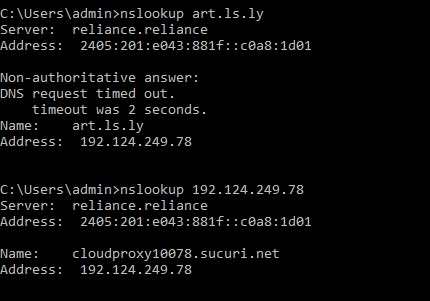 C:\Users\admin>nslookup art.ls.ly
Server:  reliance.reliance
Address:  2405:201:e043:881f::c0a8:1d01

Non-authoritative answer:
DNS request timed out.
    timeout was 2 seconds.
Name:    art.ls.ly
Address:  192.124.249.78

C:\Users\admin>nslookup 192.124.249.78
Server:  reliance.reliance
Address:  2405:201:e043:881f::c0a8:1d01

Name:    cloudproxy10078.sucuri.net
Address:  192.124.249.78